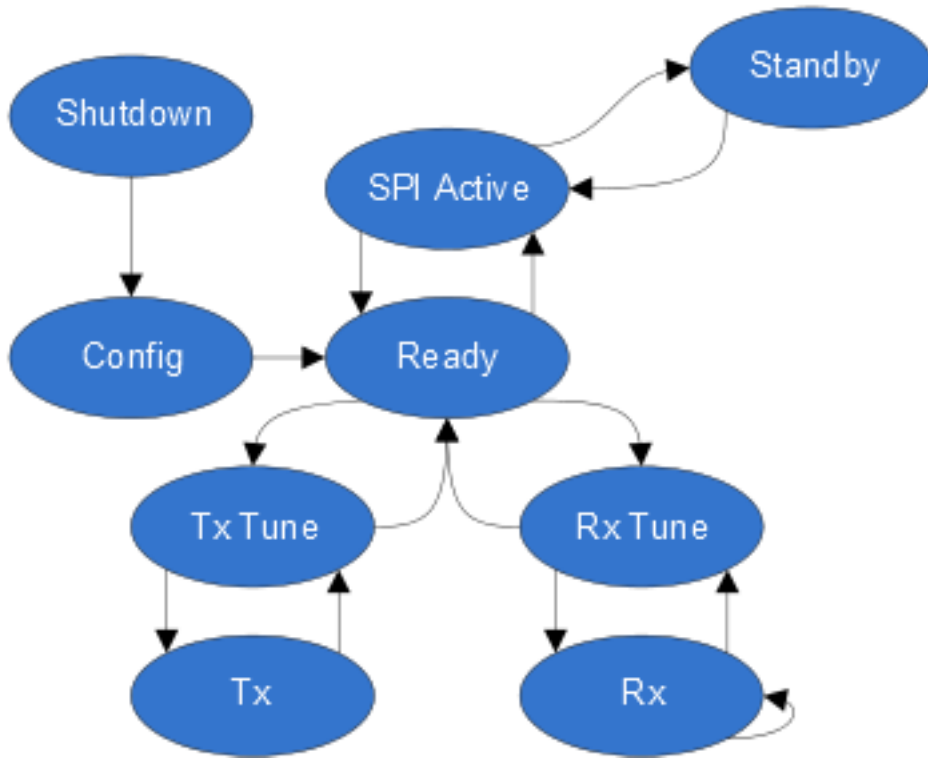 Standby
Shutdown
SPI Active
Config
Ready
Tx Tune
Rx Tune
Tx
Rx